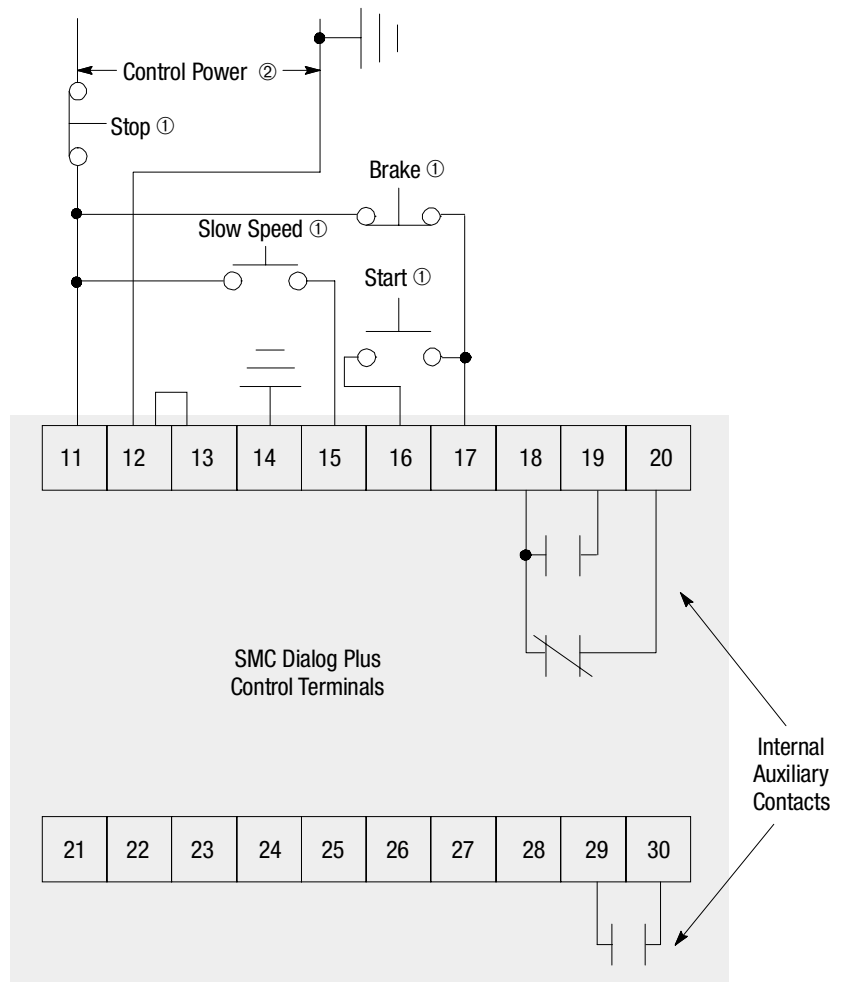 Control Power ②
Stop ①
Brake ①
Slow Speed ①
Start ①
11 12 13 14 15 16 17 18 19 20
SMC Dialog Plus
Control Terminals
Internal
Auxiliary
Contacts
21 22 23 24 25 26 27 28 29 30